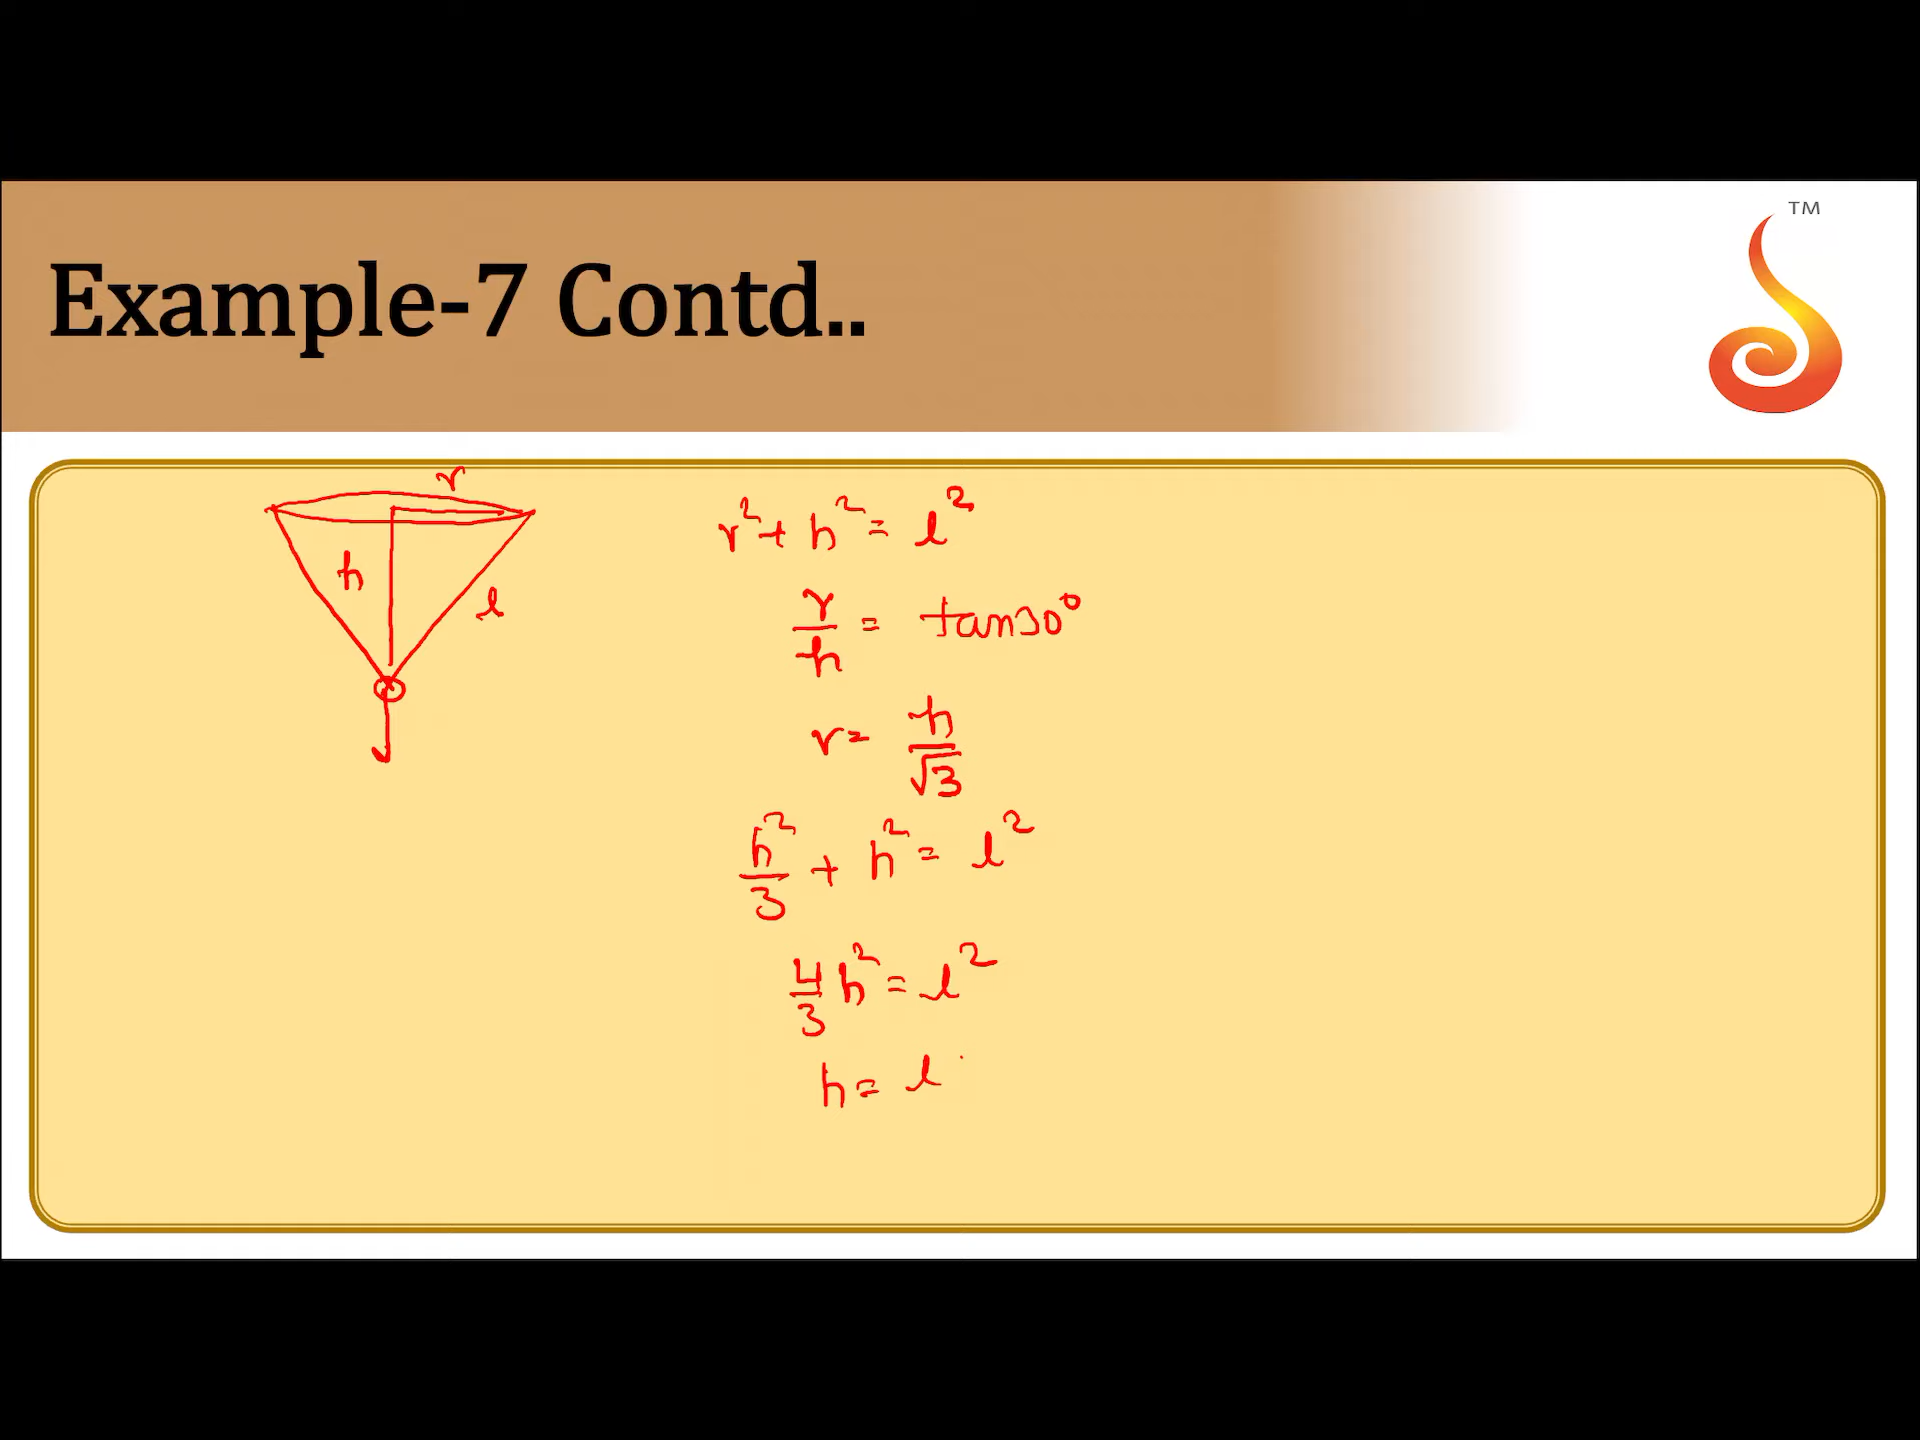 TM
Example-7 Contd..
r
h
l
r² + h² = l²
r/h = tan30°
r = h/√3
h²/3 + h² = l²
4/3 h² = l²
h = l